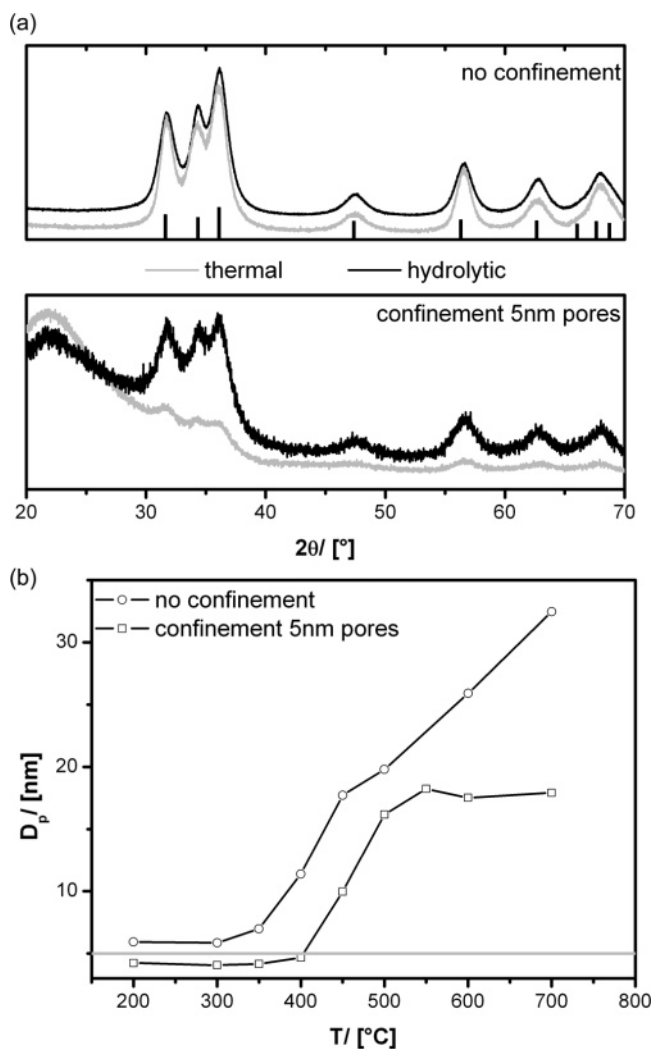 (a)
no confinement
thermal hydrolytic
confinement 5nm pores
20 30 40 50 60 70
2θ/ [°]
(b)
no confinement
confinement 5nm pores
30
20
10
Dp/ [nm]
200 300 400 500 600 700 800
T/ [°C]